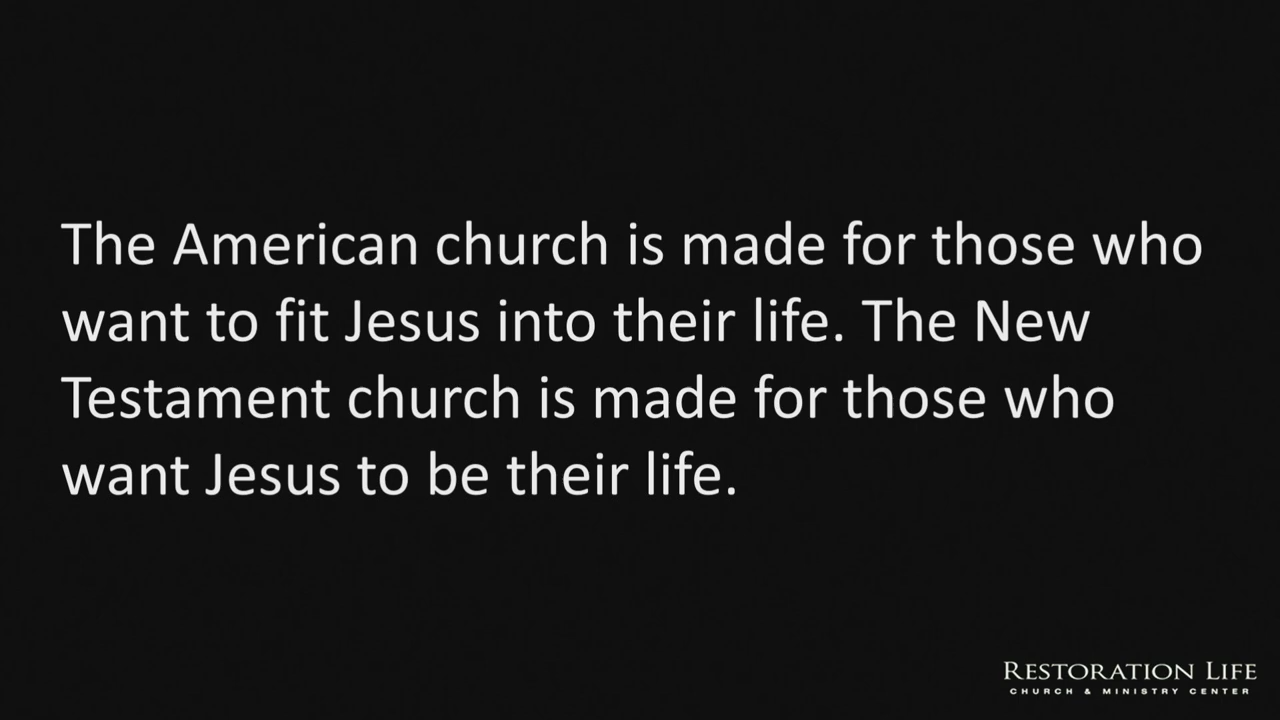 The American church is made for those who
want to fit Jesus into their life. The New
Testament church is made for those who
want Jesus to be their life.
RESTORATION LIFE
CHURCH & MINISTRY CENTER